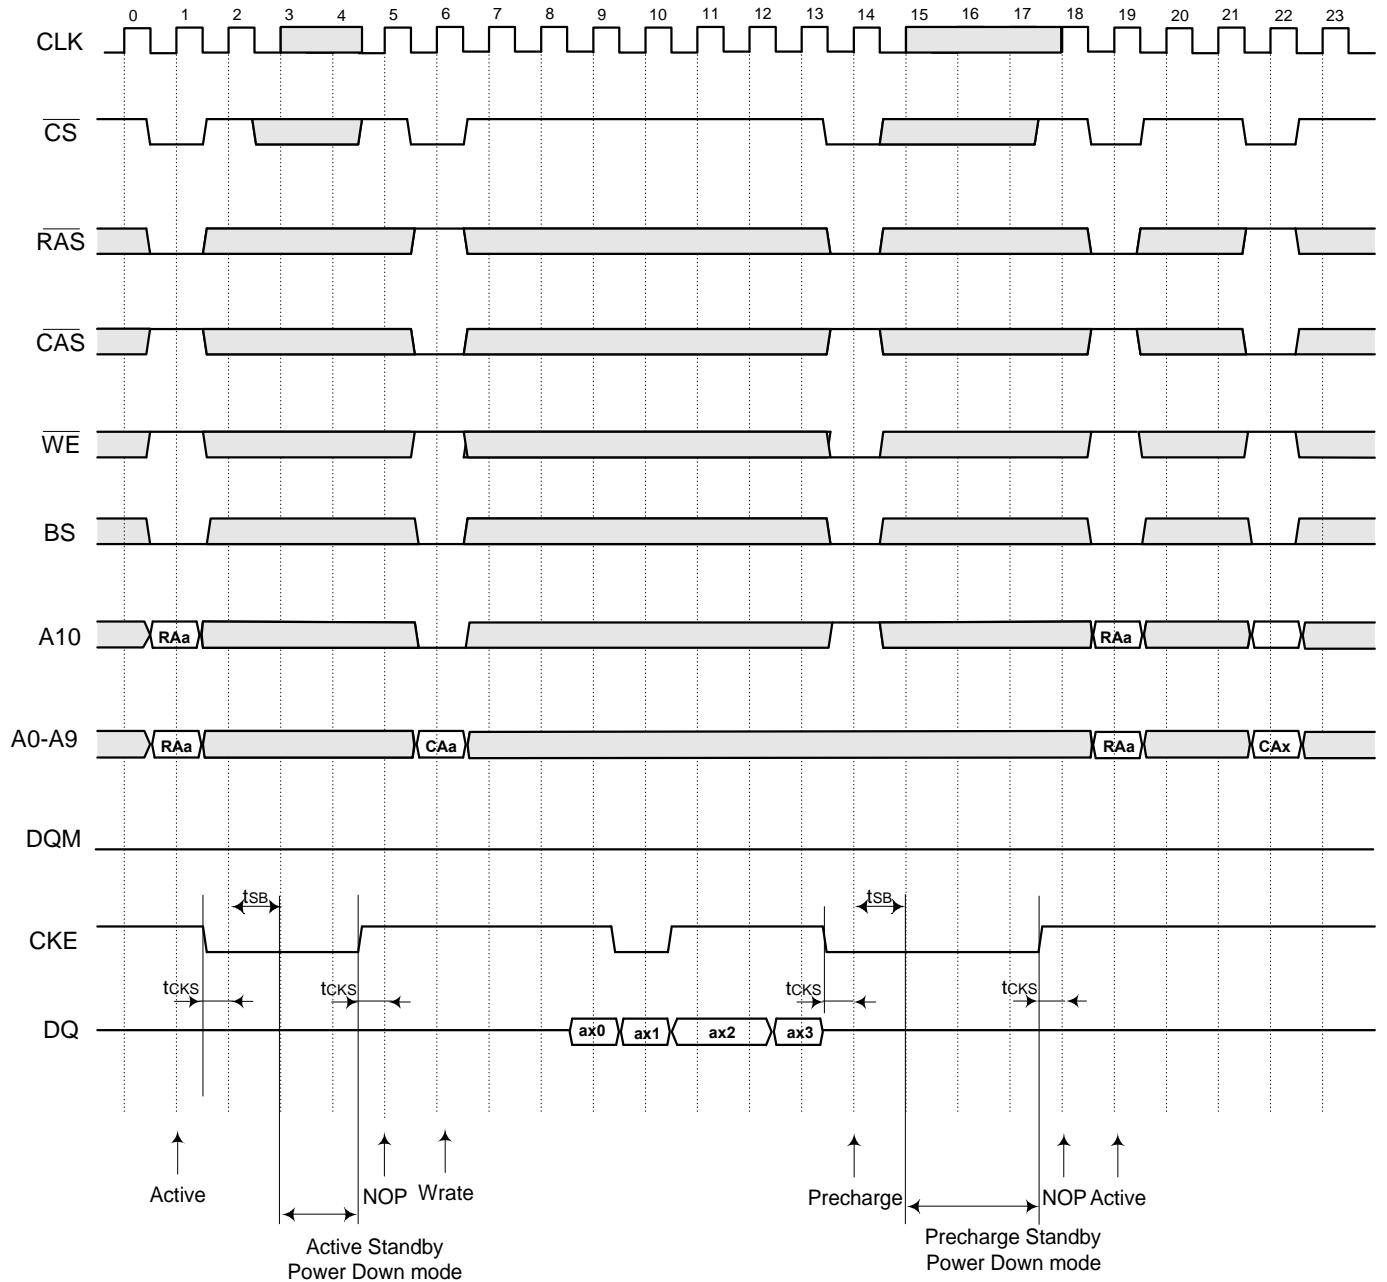 0 1 2 3 4 5 6 7 8 9 10 11 12 13 14 15 16 17 18 19 20 21 22 23
CLK
CS
RAS
CAS
WE
BS
A10 RAa RAa
A0-A9 RAa CAa RAa CAx
DQM
tSB tSB
CKE
tCKS tCKS tCKS tCKS
DQ ax0 ax1 ax2 ax3
Active NOP Wrate Precharge NOP Active
Active Standby
Power Down mode
Precharge Standby
Power Down mode